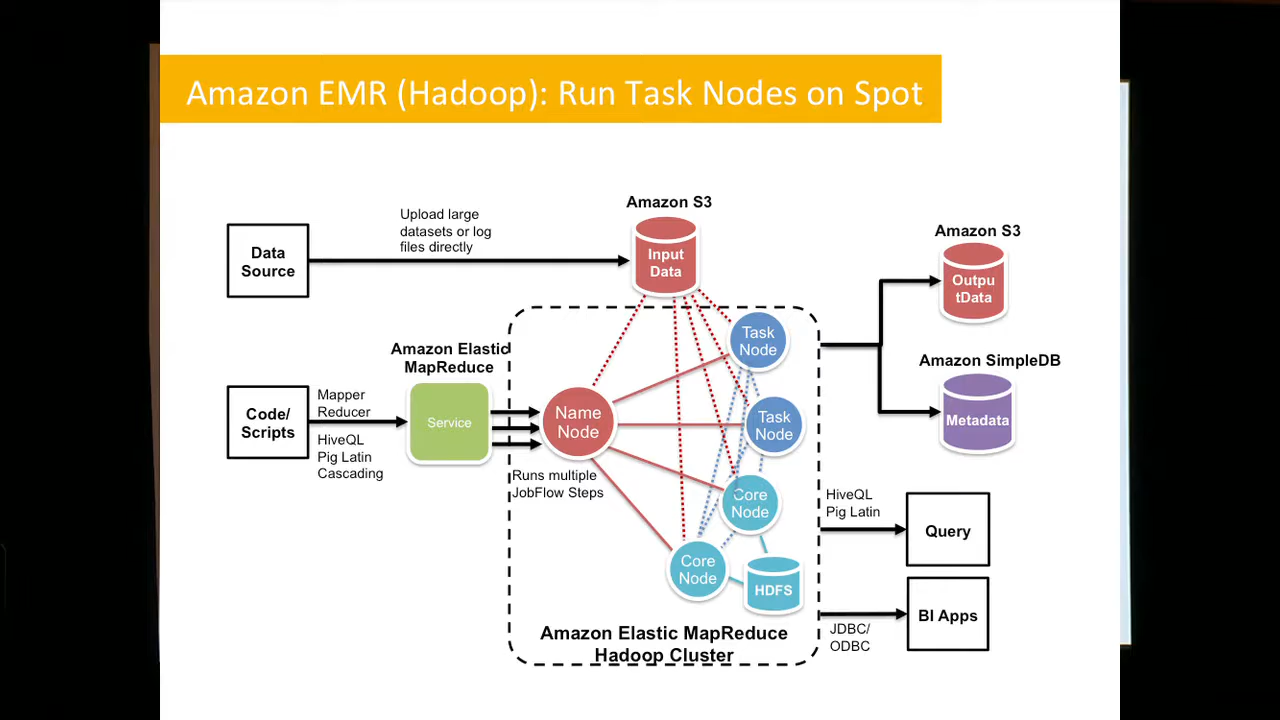 Amazon EMR (Hadoop): Run Task Nodes on Spot
Amazon S3
Upload large
datasets or log
files directly
Data
Source
Input
Data
Amazon S3
Outpu
tData
Task
Node
Amazon Elastic
MapReduce
Amazon SimpleDB
Metadata
Code/
Scripts
Mapper
Reducer
HiveQL
Pig Latin
Cascading
Service
Name
Node
Task
Node
Runs multiple
JobFlow Steps
Core
Node
HiveQL
Pig Latin
Query
Core
Node
HDFS
BI Apps
JDBC/
ODBC
Amazon Elastic MapReduce
Hadoop Cluster